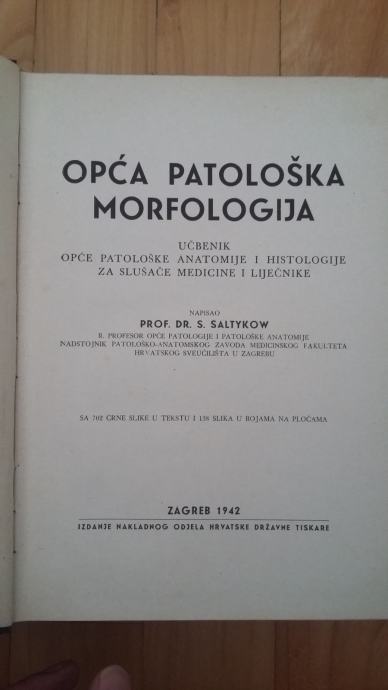 OPĆA PATOLOŠKA
MORFOLOGIJA
UČBENIK
OPĆE PATOLOŠKE ANATOMIJE I HISTOLOGIJE
ZA SLUŠAČE MEDICINE I LIJEČNIKE
NAPISAO
PROF. DR. S. SALTYKOW
R. PROFESOR OPĆE PATOLOGIJE I PATOLOŠKE ANATOMIJE
NADSTOJNIK PATOLOŠKO-ANATOMSKOG ZAVODA MEDICINSKOG FAKULTETA
HRVATSKOG SVEUČILIŠTA U ZAGREBU
SA 702 CRNE SLIKE U TEKSTU I 138 SLIKA U BOJAMA NA PLOČAMA
ZAGREB 1942
IZDANJE NAKLADNOG ODJELA HRVATSKE DRŽAVNE TISKARE